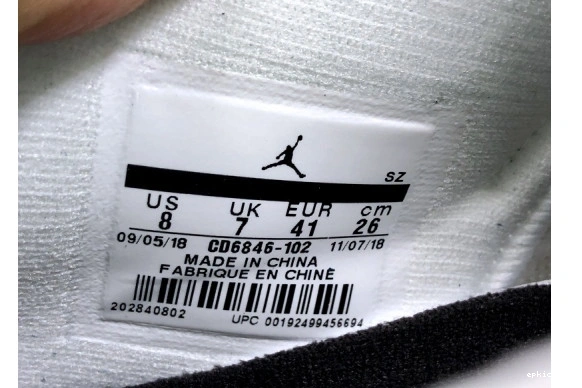 SZ
US UK EUR cm
8 7 41 26
09/05/18 CD6846-102 11/07/18
MADE IN CHINA
FABRIQUE EN CHINE
202840802 UPC 00192499456694